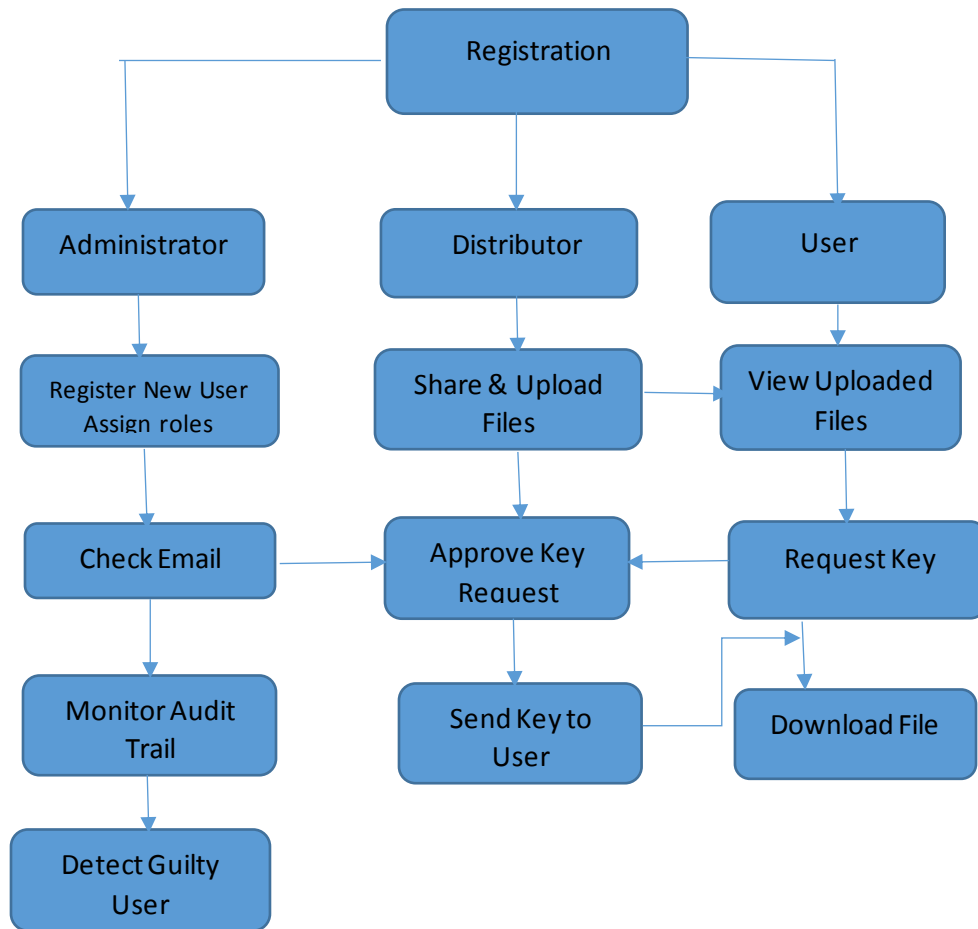 Registration
Administrator
Distributor
User
Register New User
Assign roles
Share & Upload
Files
View Uploaded
Files
Check Email
Approve Key
Request
Request Key
Monitor Audit
Trail
Send Key to
User
Download File
Detect Guilty
User